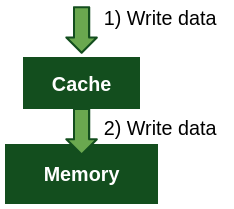 1) Write data
Cache
2) Write data
Memory